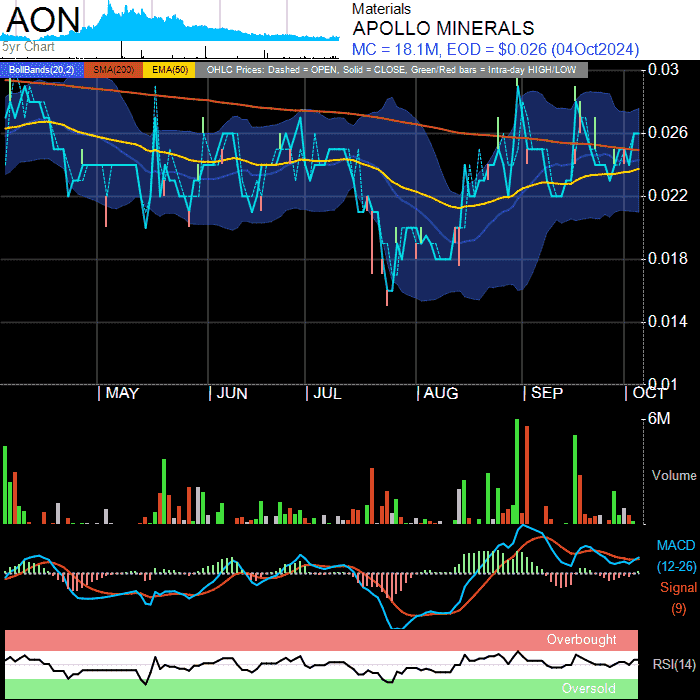 AON
5yr Chart
Materials
APOLLO MINERALS
MC = 18.1M, EOD = $0.026 (04Oct2024)
BollBands(20,2) SMA(200) EMA(50) OHLC Prices: Dashed = OPEN, Solid = CLOSE, Green/Red bars = Intra-day HIGH/LOW
0.03
0.026
0.022
0.018
0.014
0.01
MAY JUN JUL AUG SEP OCT
6M
Volume
MACD
(12-26)
Signal
(9)
Overbought
RSI(14)
Oversold